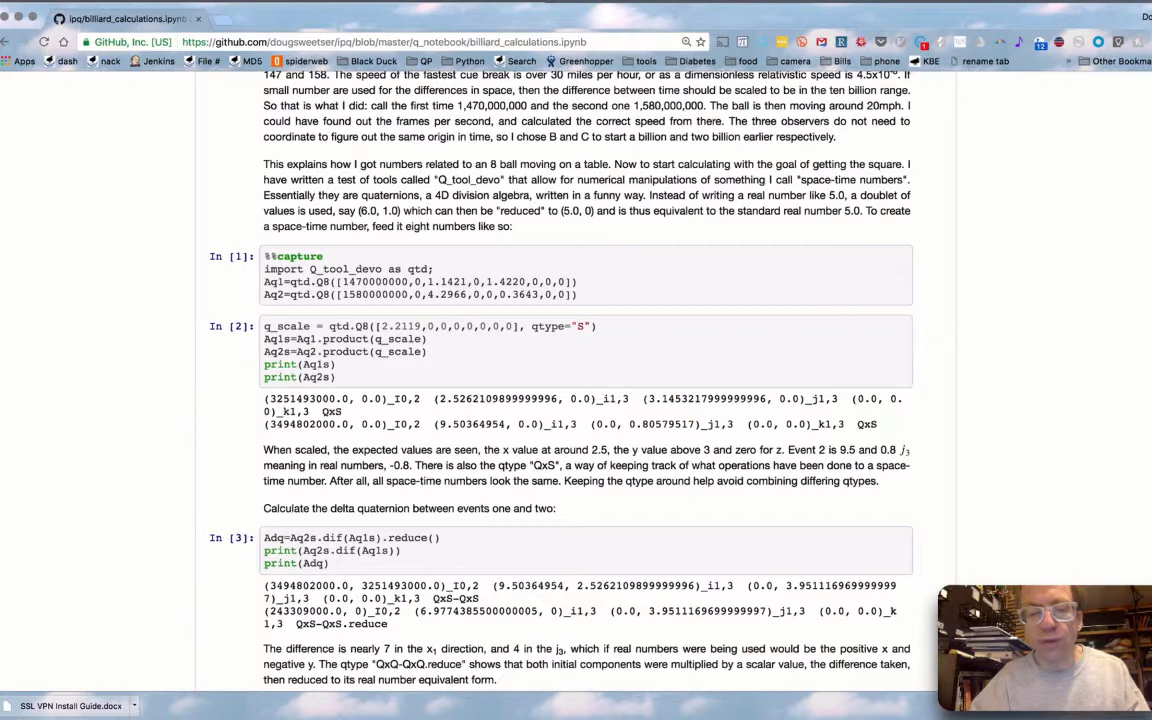 ipq/billiard_calculations.ipynb
Do
GitHub, Inc. [US]
https://github.com/dougsweetser/ipq/blob/master/q_notebook/billiard_calculations.ipynb
Apps dash nack Jenkins File # MD5 spiderweb Black Duck QP Python Search Greenhopper tools Diabetes food camera Bills phone KBE rename tab » Other Bookma
147 and 158. The speed of the fastest cue break is over 30 miles per hour, or as a dimensionless relativistic speed is 4.5x10⁻⁸. If
small number are used for the differences in space, then the difference between time should be scaled to be in the ten billion range.
So that is what I did: call the first time 1,470,000,000 and the second one 1,580,000,000. The ball is then moving around 20mph. I
could have found out the frames per second, and calculated the correct speed from there. The three observers do not need to
coordinate to figure out the same origin in time, so I chose B and C to start a billion and two billion earlier respectively.
This explains how I got numbers related to an 8 ball moving on a table. Now to start calculating with the goal of getting the square. I
have written a test of tools called "Q_tool_devo" that allow for numerical manipulations of something I call "space-time numbers".
Essentially they are quaternions, a 4D division algebra, written in a funny way. Instead of writing a real number like 5.0, a doublet of
values is used, say (6.0, 1.0) which can then be "reduced" to (5.0, 0) and is thus equivalent to the standard real number 5.0. To create
a space-time number, feed it eight numbers like so:
In [1]: %%capture
import Q_tool_devo as qtd;
Aq1=qtd.Q8([1470000000,0,1.1421,0,1.4220,0,0,0])
Aq2=qtd.Q8([1580000000,0,4.2966,0,0,0.3643,0,0])
In [2]: q_scale = qtd.Q8([2.2119,0,0,0,0,0,0,0], qtype="S")
Aq1s=Aq1.product(q_scale)
Aq2s=Aq2.product(q_scale)
print(Aq1s)
print(Aq2s)
(3251493000.0, 0.0)_I0,2 (2.5262109899999996, 0.0)_i1,3 (3.1453217999999996, 0.0)_j1,3 (0.0, 0.
0)_k1,3 QxS
(3494802000.0, 0.0)_I0,2 (9.50364954, 0.0)_i1,3 (0.0, 0.80579517)_j1,3 (0.0, 0.0)_k1,3 QxS
When scaled, the expected values are seen, the x value at around 2.5, the y value above 3 and zero for z. Event 2 is 9.5 and 0.8 j₃
meaning in real numbers, -0.8. There is also the qtype "QxS", a way of keeping track of what operations have been done to a space-
time number. After all, all space-time numbers look the same. Keeping the qtype around help avoid combining differing qtypes.
Calculate the delta quaternion between events one and two:
In [3]: Adq=Aq2s.dif(Aq1s).reduce()
print(Aq2s.dif(Aq1s))
print(Adq)
(3494802000.0, 3251493000.0)_I0,2 (9.50364954, 2.5262109899999996)_i1,3 (0.0, 3.951116969999999
7)_j1,3 (0.0, 0.0)_k1,3 QxS-QxS
(243309000.0, 0)_I0,2 (6.9774385500000005, 0)_i1,3 (0.0, 3.9511169699999997)_j1,3 (0.0, 0.0)_k
1,3 QxS-QxS.reduce
The difference is nearly 7 in the x₁ direction, and 4 in the j₃, which if real numbers were being used would be the positive x and
negative y. The qtype "QxQ-QxQ.reduce" shows that both initial components were multiplied by a scalar value, the difference taken,
then reduced to its real number equivalent form.
SSL VPN Install Guide.docx